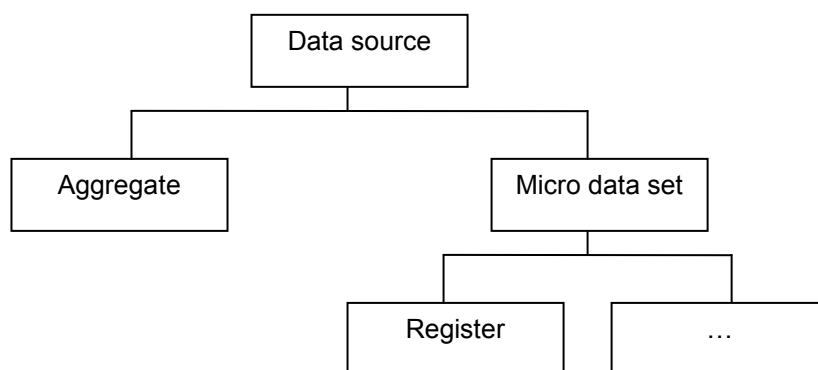 Data source
Aggregate
Micro data set
Register
…